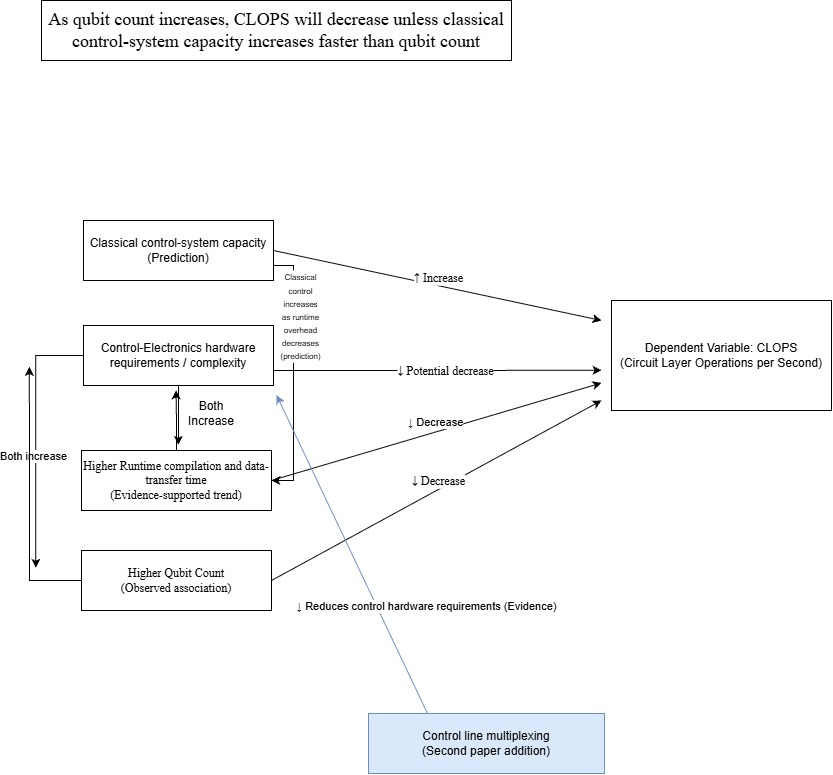 As qubit count increases, CLOPS will decrease unless classical
control-system capacity increases faster than qubit count
Classical control-system capacity
(Prediction)
↑ Increase
Classical
control
increases
as runtime
overhead
decreases
(prediction)
Dependent Variable: CLOPS
(Circuit Layer Operations per Second)
Control-Electronics hardware
requirements / complexity
↓ Potential decrease
Both
Increase
↓ Decrease
Both increase
Higher Runtime compilation and data-
transfer time
(Evidence-supported trend)
↓ Decrease
Higher Qubit Count
(Observed association)
↓ Reduces control hardware requirements (Evidence)
Control line multiplexing
(Second paper addition)